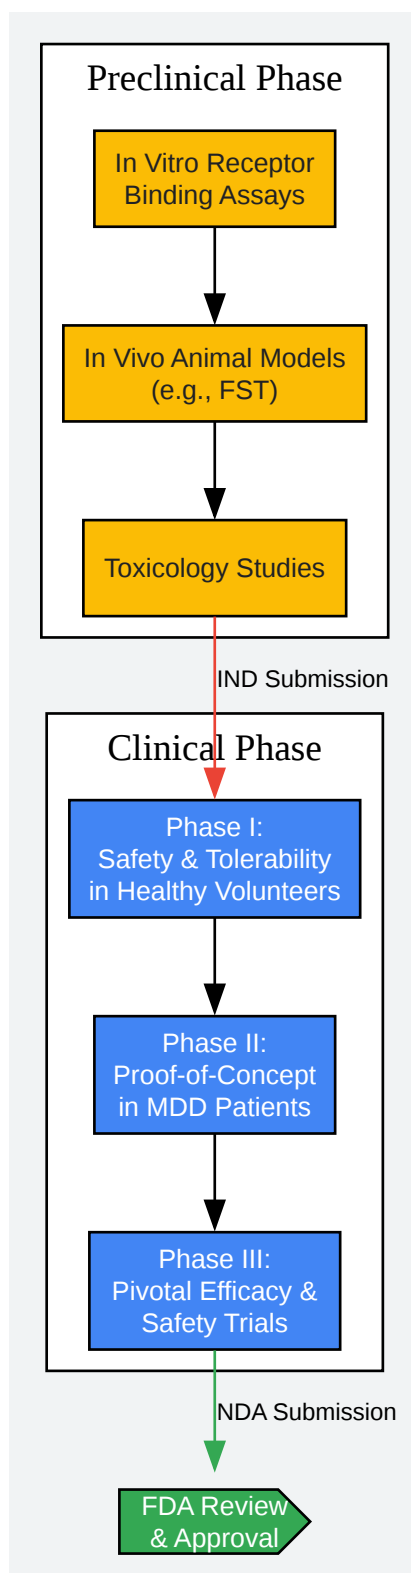 Preclinical Phase
In Vitro Receptor
Binding Assays
In Vivo Animal Models
(e.g., FST)
Toxicology Studies
IND Submission
Clinical Phase
Phase I:
Safety & Tolerability
in Healthy Volunteers
Phase II:
Proof-of-Concept
in MDD Patients
Phase III:
Pivotal Efficacy &
Safety Trials
NDA Submission
FDA Review
& Approval